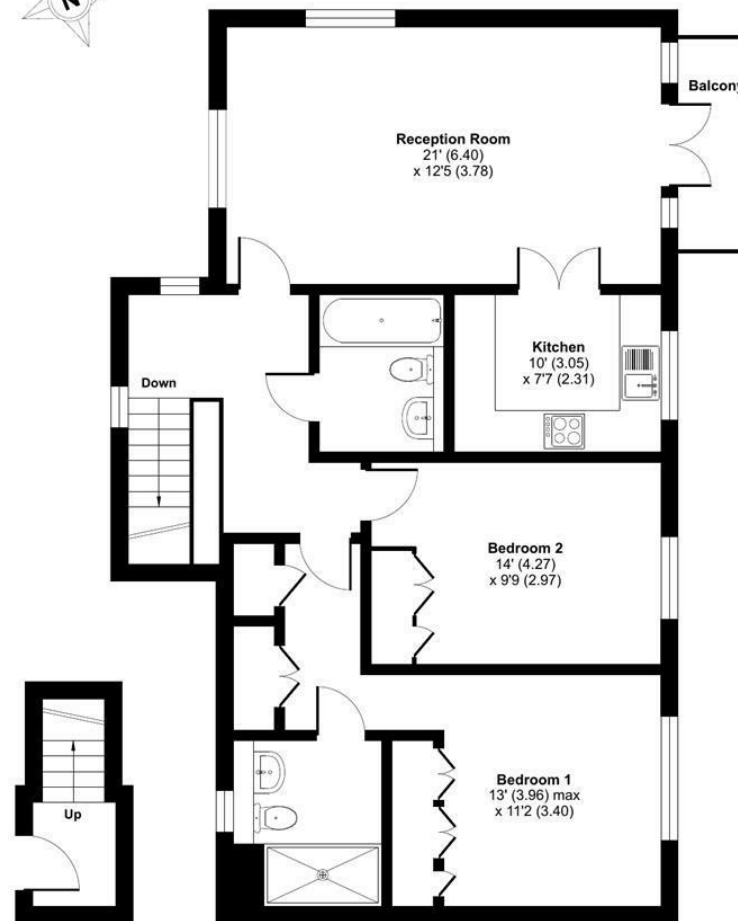 N
Balcony
Reception Room
21' (6.40)
x 12'5 (3.78)
Kitchen
10' (3.05)
x 7'7 (2.31)
Down
Bedroom 2
14' (4.27)
x 9'9 (2.97)
Bedroom 1
13' (3.96) max
x 11'2 (3.40)
Up